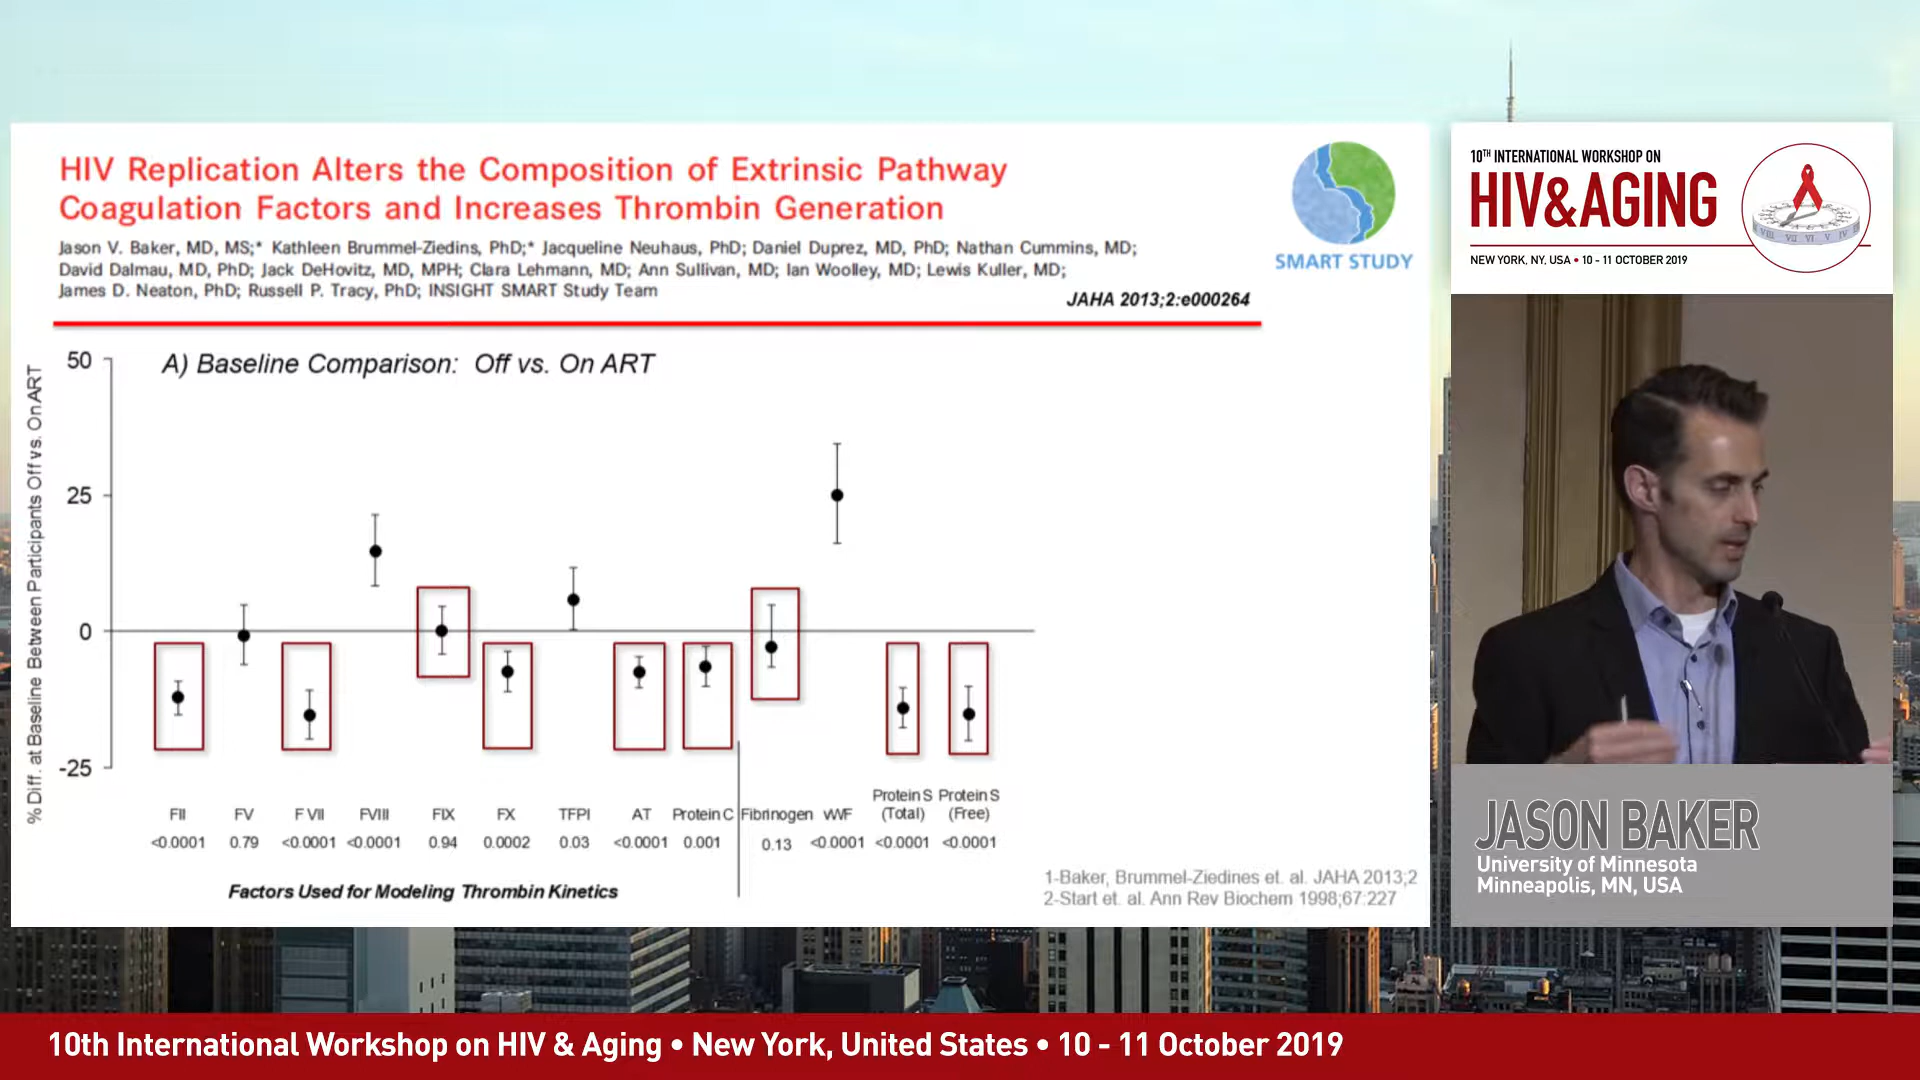 HIV Replication Alters the Composition of Extrinsic Pathway
Coagulation Factors and Increases Thrombin Generation
Jason V. Baker, MD, MS;* Kathleen Brummel-Ziedins, PhD;* Jacqueline Neuhaus, PhD; Daniel Duprez, MD, PhD; Nathan Cummins, MD;
David Dalmau, MD, PhD; Jack DeHovitz, MD, MPH; Clara Lehmann, MD; Ann Sullivan, MD; Ian Woolley, MD; Lewis Kuller, MD;
James D. Neaton, PhD; Russell P. Tracy, PhD; INSIGHT SMART Study Team
JAHA 2013;2:e000264
SMART STUDY
A) Baseline Comparison: Off vs. On ART
% Diff. at Baseline Between Participants Off vs. On ART
50
25
0
-25
FII FV F VII FVIII FIX FX TFPI AT Protein C Fibrinogen vWF Protein S (Total) Protein S (Free)
<0.0001 0.79 <0.0001 <0.0001 0.94 0.0002 0.03 <0.0001 0.001 0.13 <0.0001 <0.0001 <0.0001
Factors Used for Modeling Thrombin Kinetics
1-Baker, Brummel-Ziedines et. al. JAHA 2013;2
2-Start et. al. Ann Rev Biochem 1998;67:227
10TH INTERNATIONAL WORKSHOP ON
HIV&AGING
NEW YORK, NY, USA • 10 - 11 OCTOBER 2019
JASON BAKER
University of Minnesota
Minneapolis, MN, USA
10th International Workshop on HIV & Aging • New York, United States • 10 - 11 October 2019